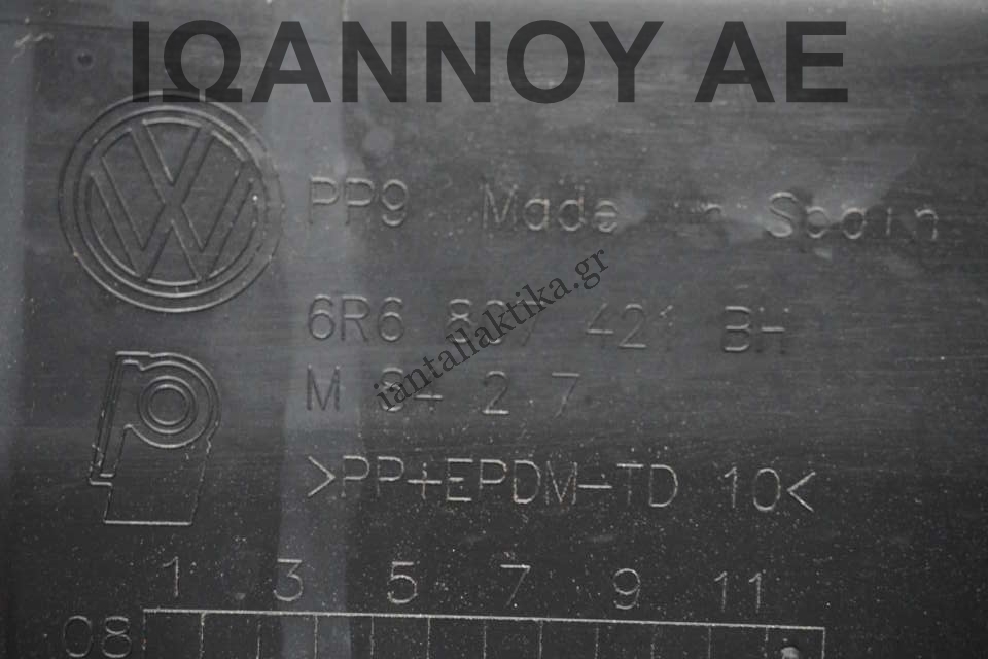 ΙΩΑΝΝΟΥ ΑΕ
PP9 Made in Spain
6R6 807 421 BH
iantallaktika.gr
M 2 7
>PP+EPDM-TD 10<
1 3 5 7 9 11
08